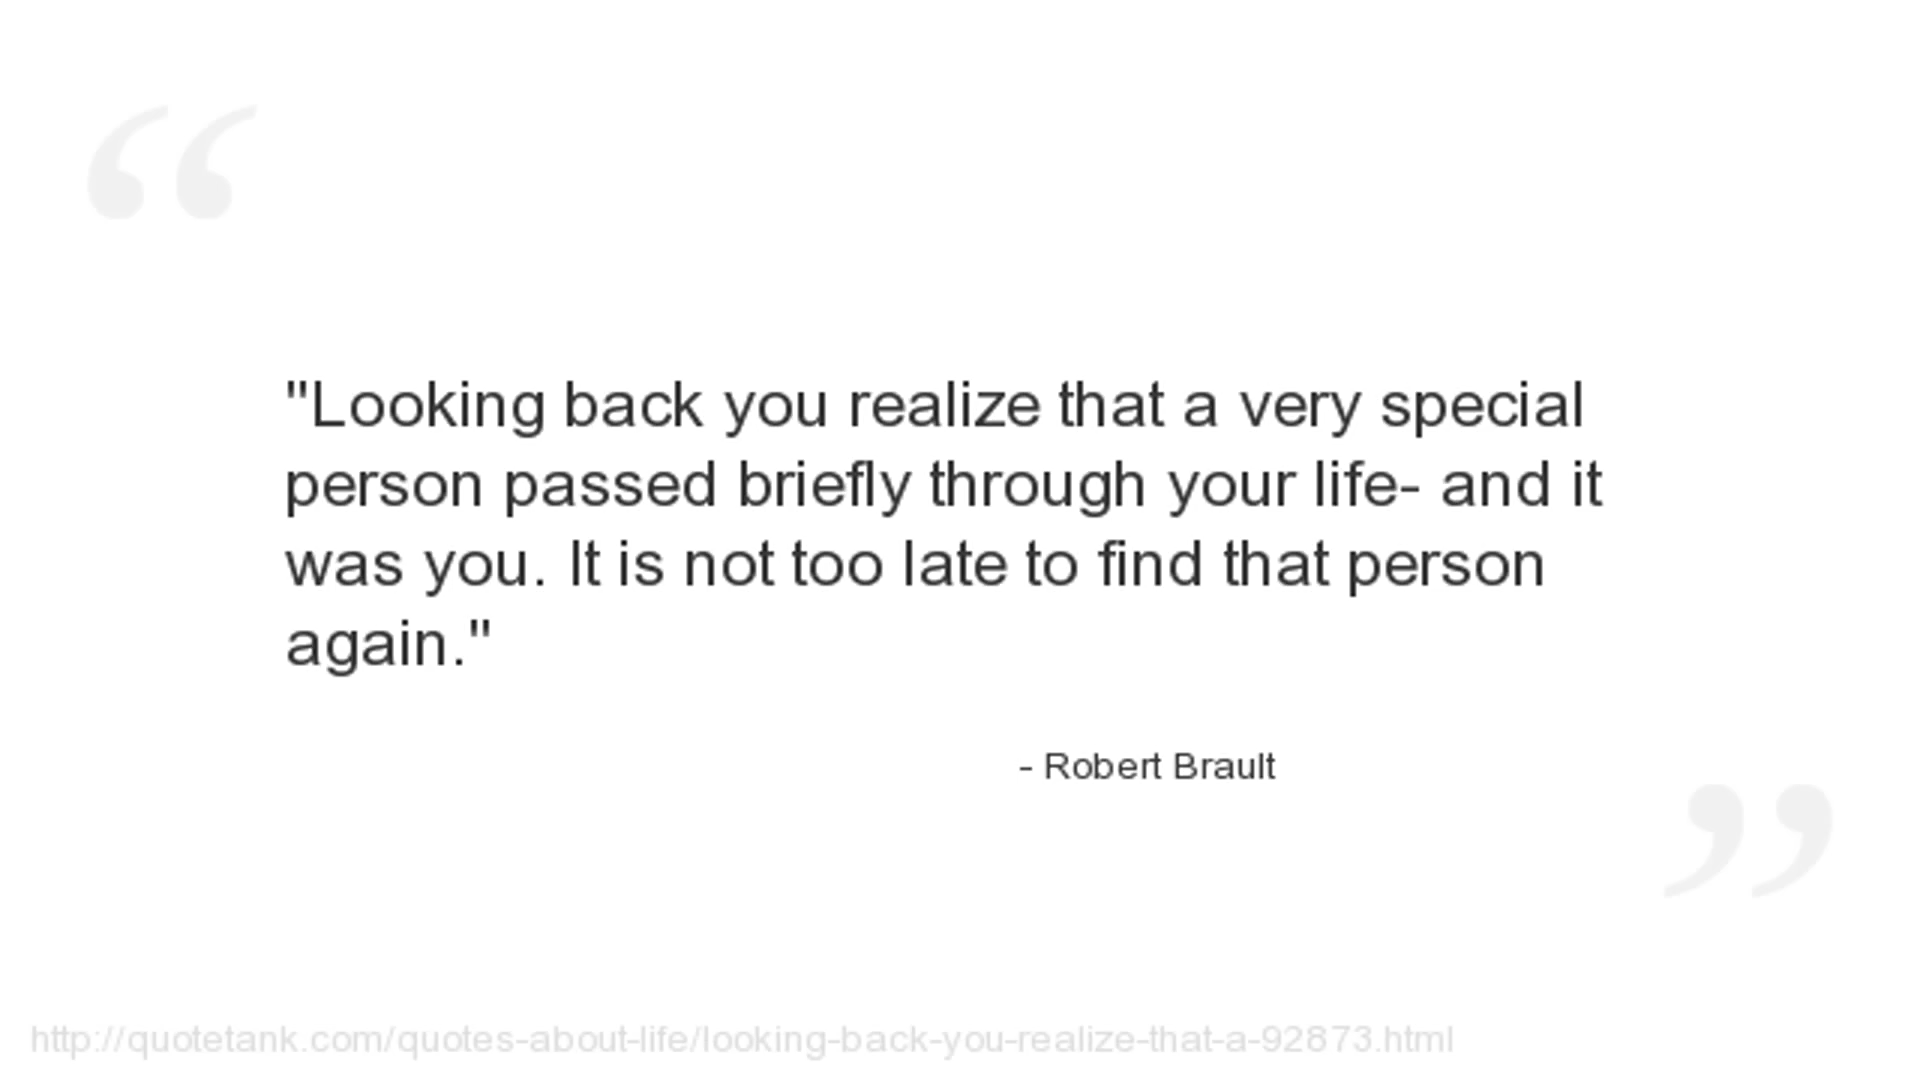 "Looking back you realize that a very special
person passed briefly through your life- and it
was you. It is not too late to find that person
again."
- Robert Brault
http://quotetank.com/quotes-about-life/looking-back-you-realize-that-a-92873.html